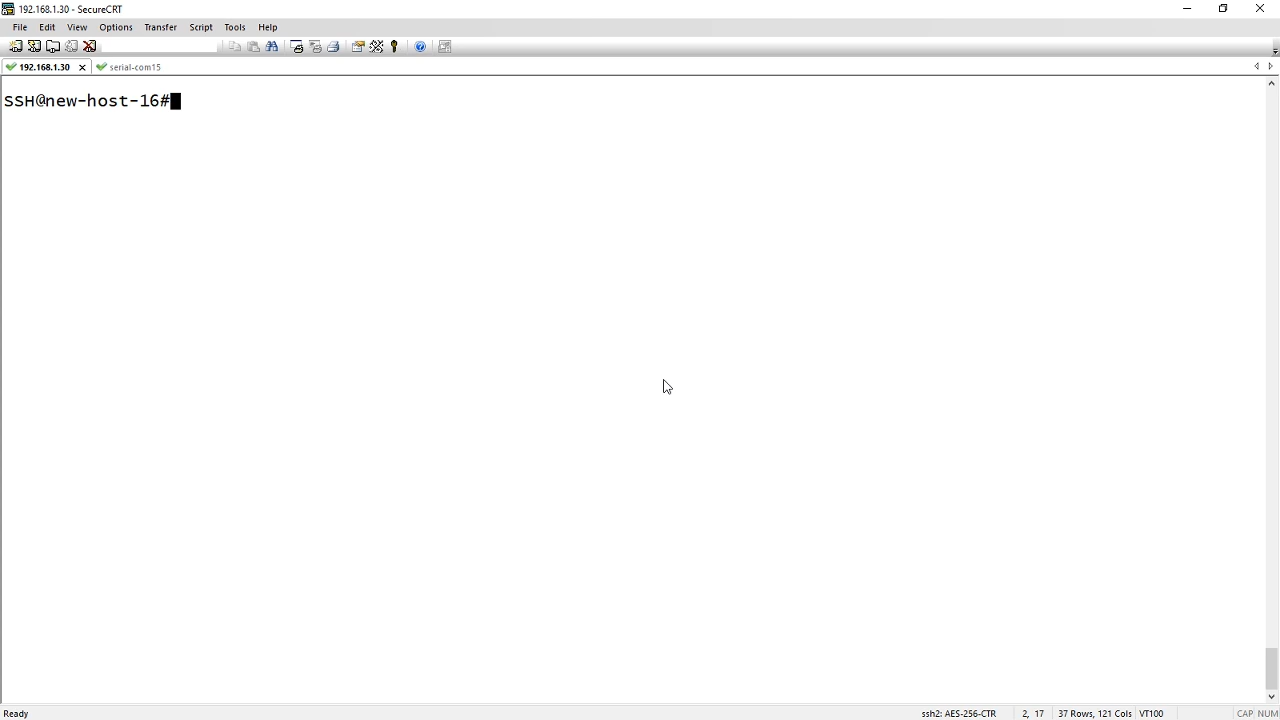 192.168.1.30 - SecureCRT
File Edit View Options Transfer Script Tools Help
192.168.1.30 serial-com15
SSH@new-host-16#
Ready ssh2: AES-256-CTR 2, 17 37 Rows, 121 Cols VT100 CAP NUM